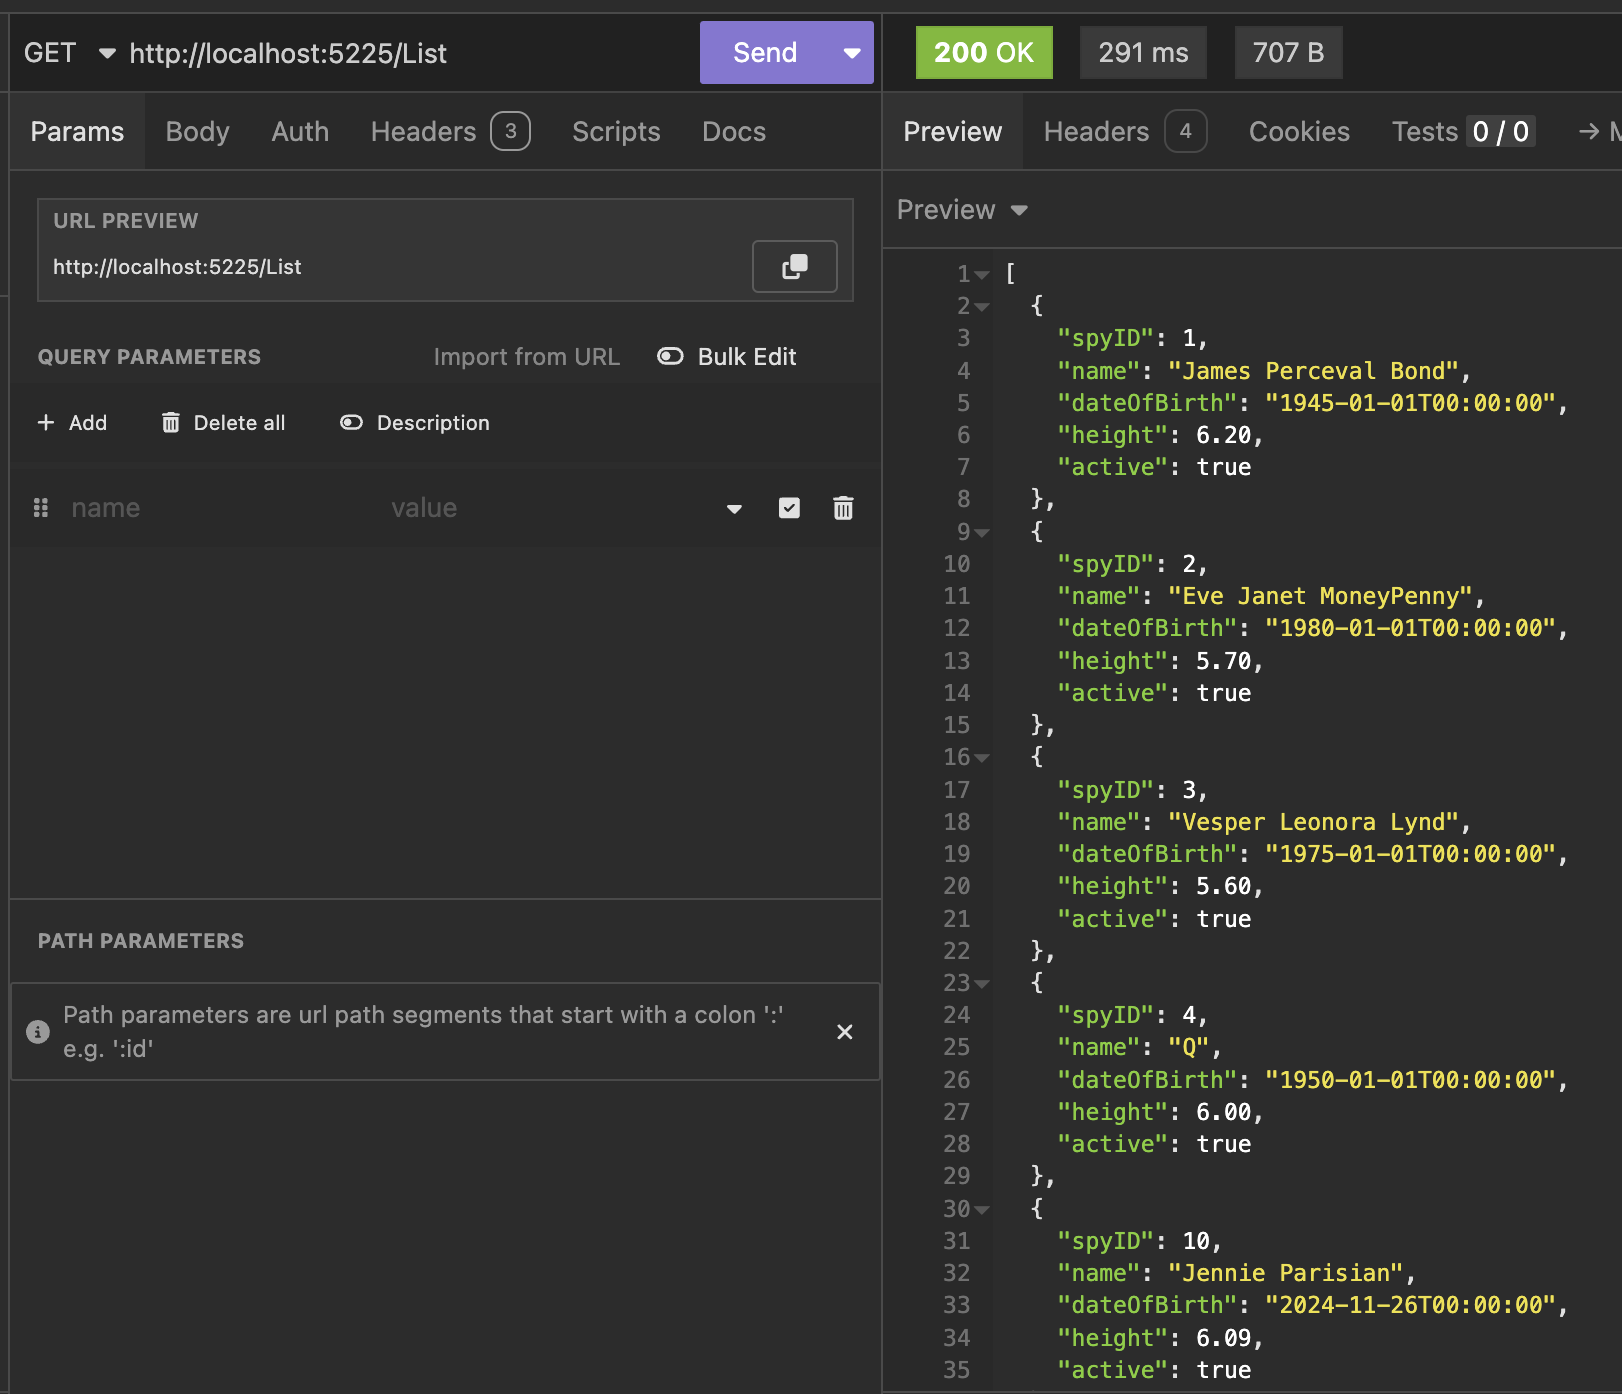 GET http://localhost:5225/List Send
Params Body Auth Headers 3 Scripts Docs
URL PREVIEW
http://localhost:5225/List
QUERY PARAMETERS Import from URL Bulk Edit
+ Add Delete all Description
name value
PATH PARAMETERS
Path parameters are url path segments that start with a colon ':'
e.g. ':id'
200 OK 291 ms 707 B
Preview Headers 4 Cookies Tests 0 / 0 → M
Preview
1 [
2 {
3 "spyID": 1,
4 "name": "James Perceval Bond",
5 "dateOfBirth": "1945-01-01T00:00:00",
6 "height": 6.20,
7 "active": true
8 },
9 {
10 "spyID": 2,
11 "name": "Eve Janet MoneyPenny",
12 "dateOfBirth": "1980-01-01T00:00:00",
13 "height": 5.70,
14 "active": true
15 },
16 {
17 "spyID": 3,
18 "name": "Vesper Leonora Lynd",
19 "dateOfBirth": "1975-01-01T00:00:00",
20 "height": 5.60,
21 "active": true
22 },
23 {
24 "spyID": 4,
25 "name": "Q",
26 "dateOfBirth": "1950-01-01T00:00:00",
27 "height": 6.00,
28 "active": true
29 },
30 {
31 "spyID": 10,
32 "name": "Jennie Parisian",
33 "dateOfBirth": "2024-11-26T00:00:00",
34 "height": 6.09,
35 "active": true